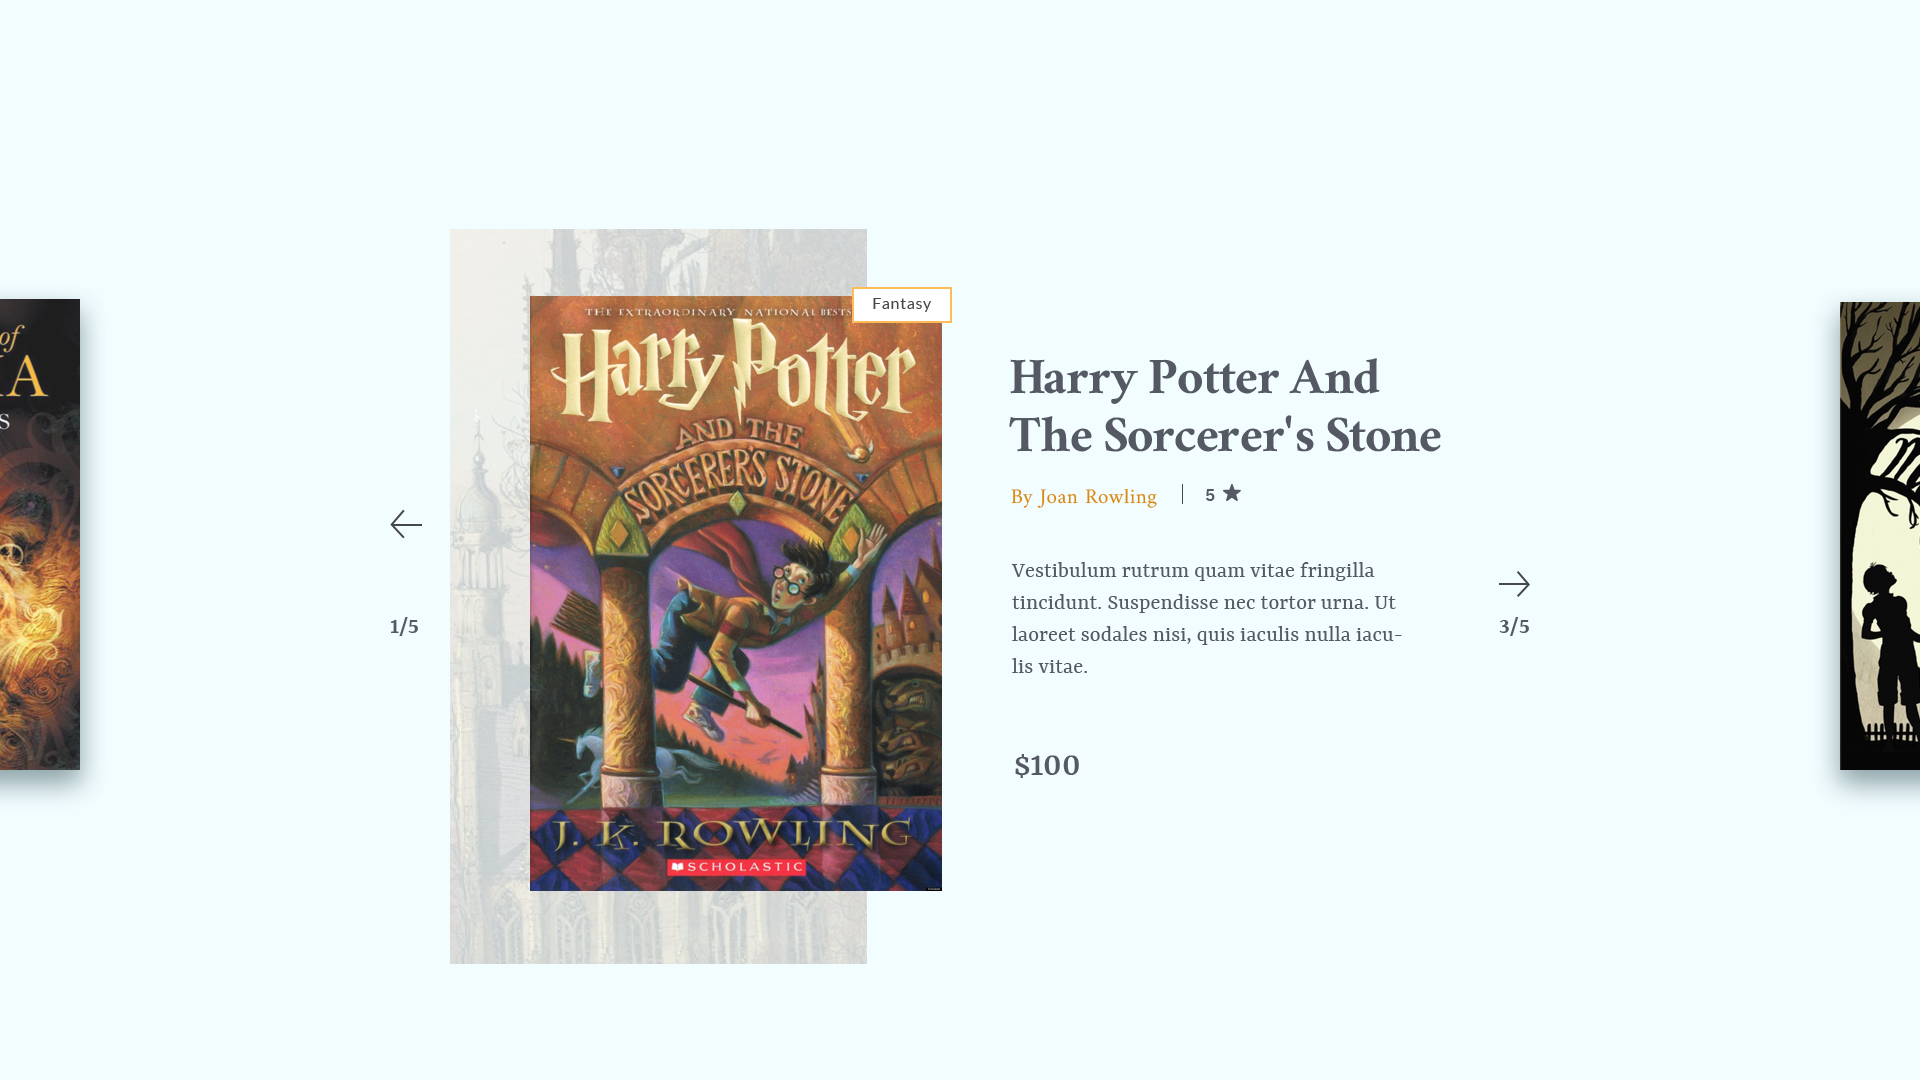 of
IA
S
THE EXTRAORDINARY NATIONAL
Harry Potter
AND THE
SORCERER'S STONE
J. K. ROWLING
SCHOLASTIC
Fantasy
Harry Potter And
The Sorcerer's Stone
By Joan Rowling
5
Vestibulum rutrum quam vitae fringilla
tincidunt. Suspendisse nec tortor urna. Ut
laoreet sodales nisi, quis iaculis nulla iacu-
lis vitae.
$100
1/5
3/5